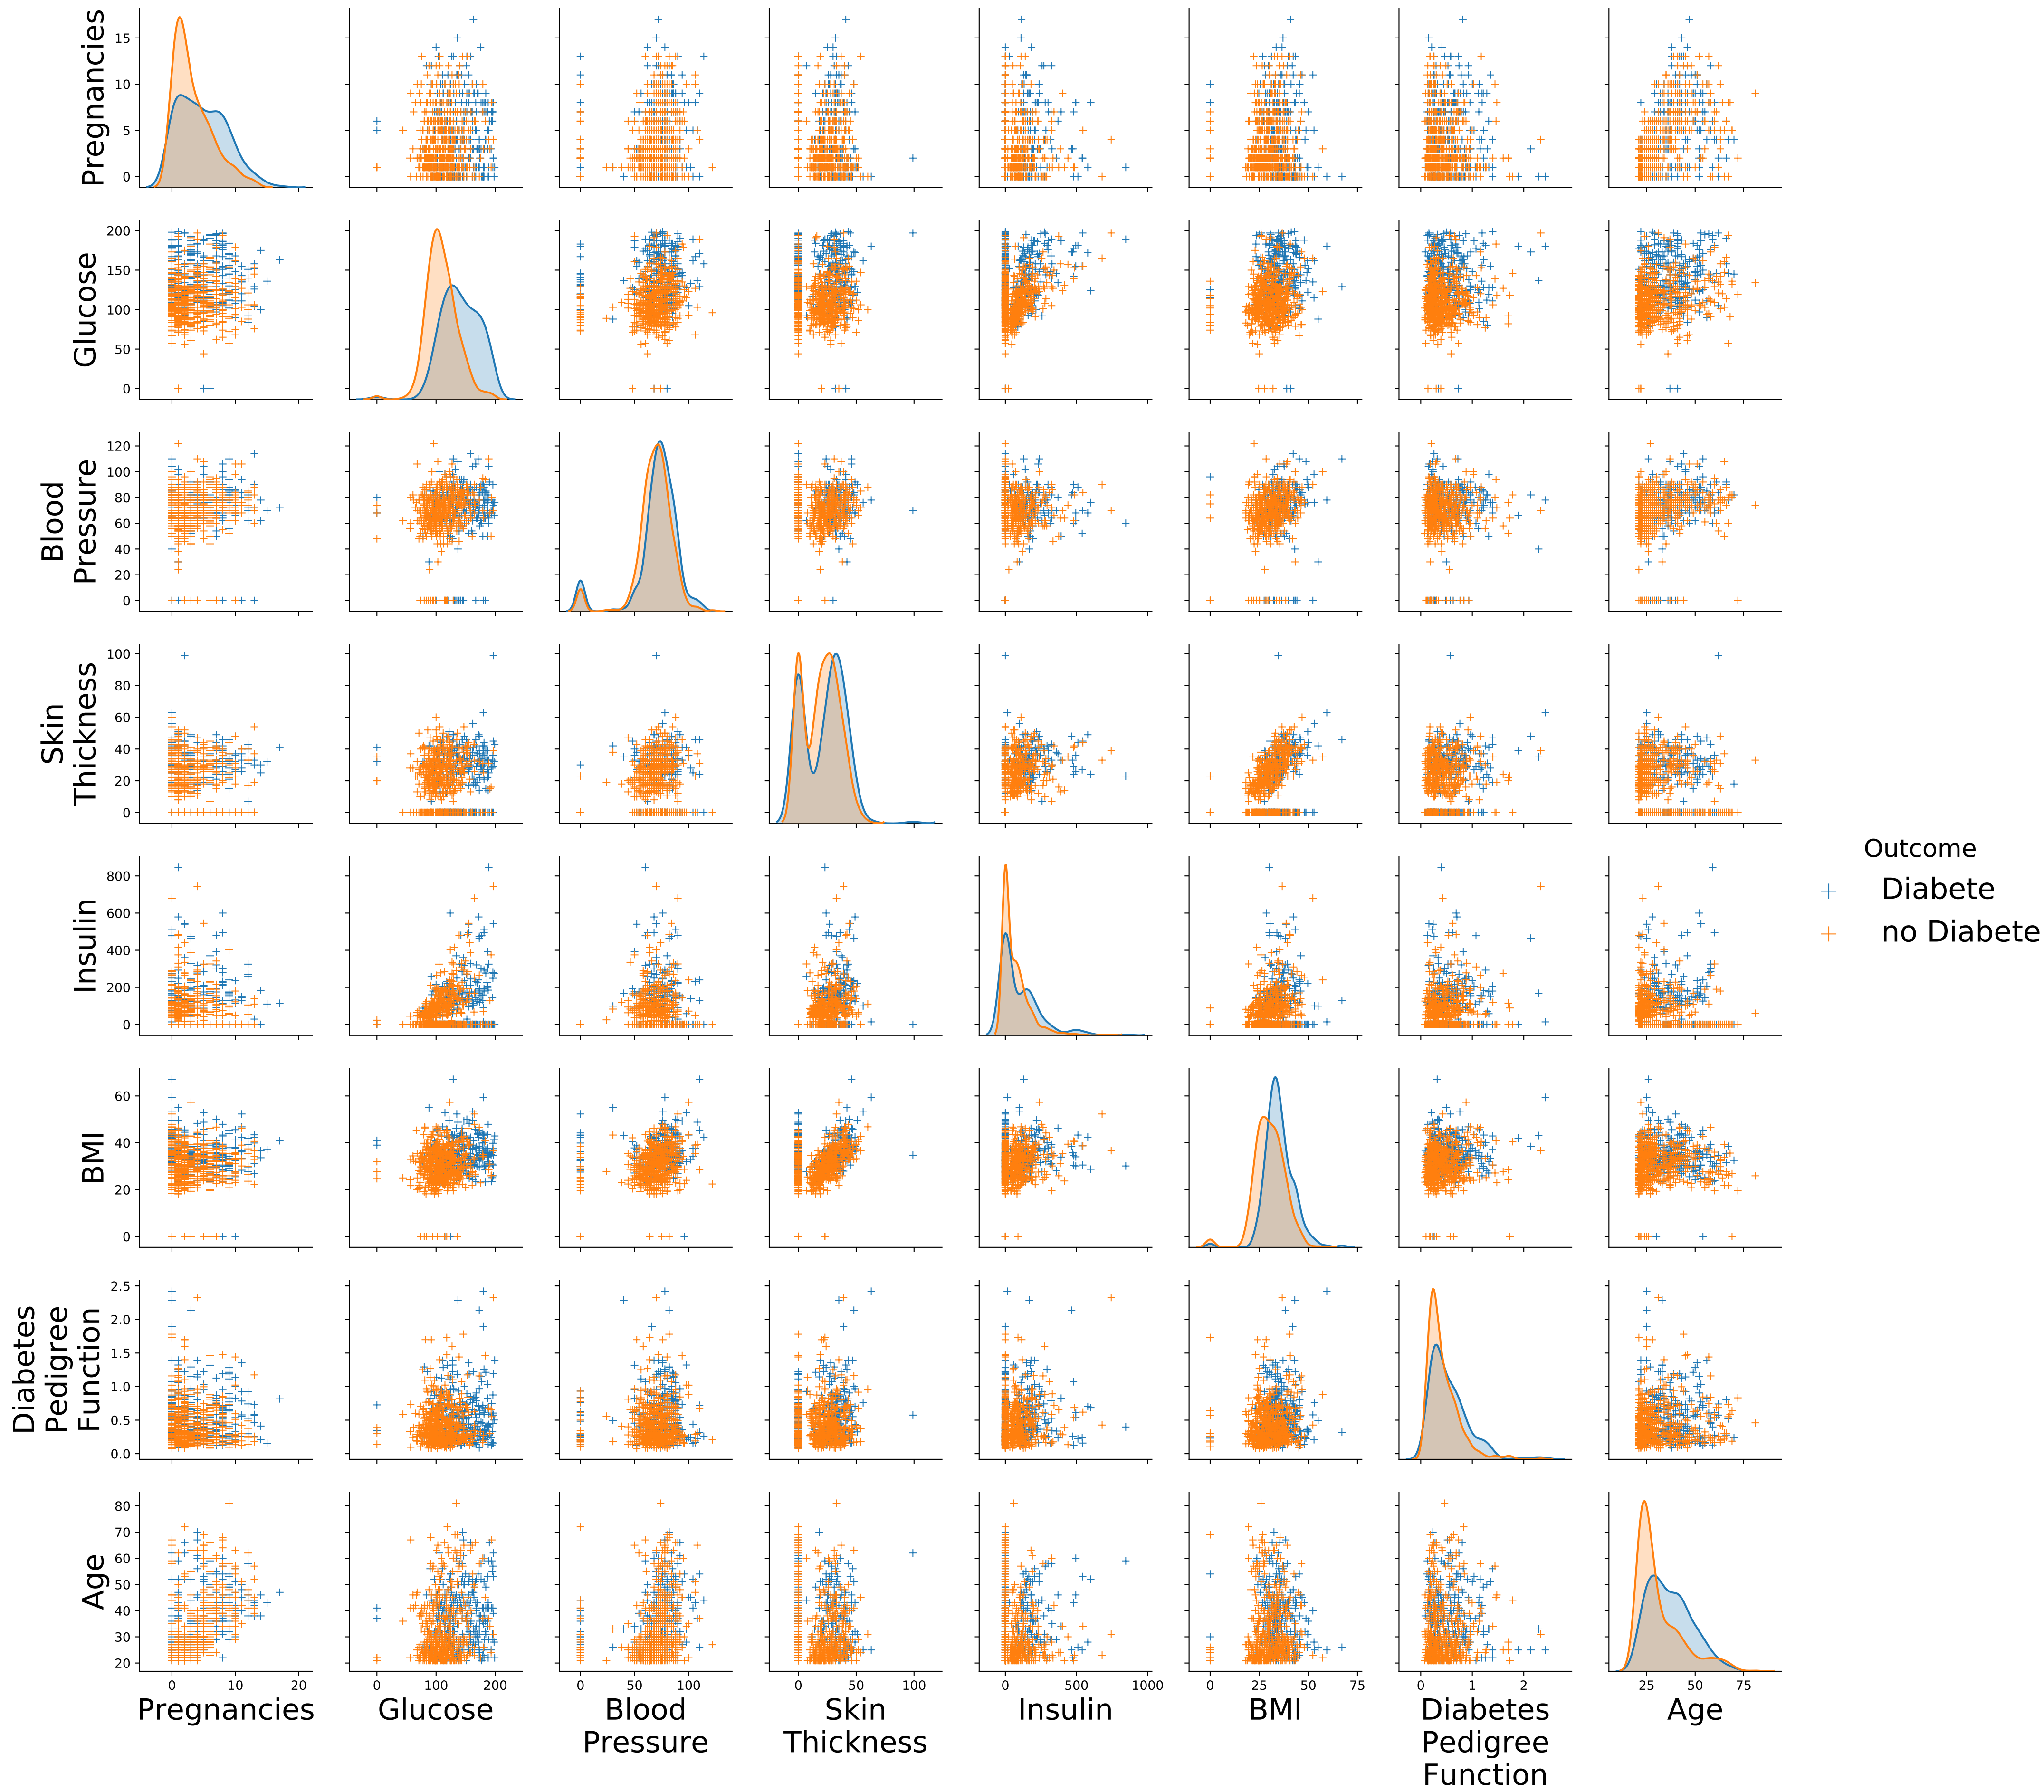 Pregnancies
15
10
5
0
Glucose
200
150
100
50
0
Blood
Pressure
120
100
80
60
40
20
0
Skin
Thickness
100
80
60
40
20
0
Insulin
800
600
400
200
0
BMI
60
40
20
0
Diabetes
Pedigree
Function
2.5
2.0
1.5
1.0
0.5
0.0
Age
80
70
60
50
40
30
20
0 10 20
0 100 200
0 50 100
0 50 100
0 500 1000
0 25 50 75
0 1 2
25 50 75
Pregnancies
Glucose
Blood
Pressure
Skin
Thickness
Insulin
BMI
Diabetes
Pedigree
Function
Age
Outcome
Diabete
no Diabete